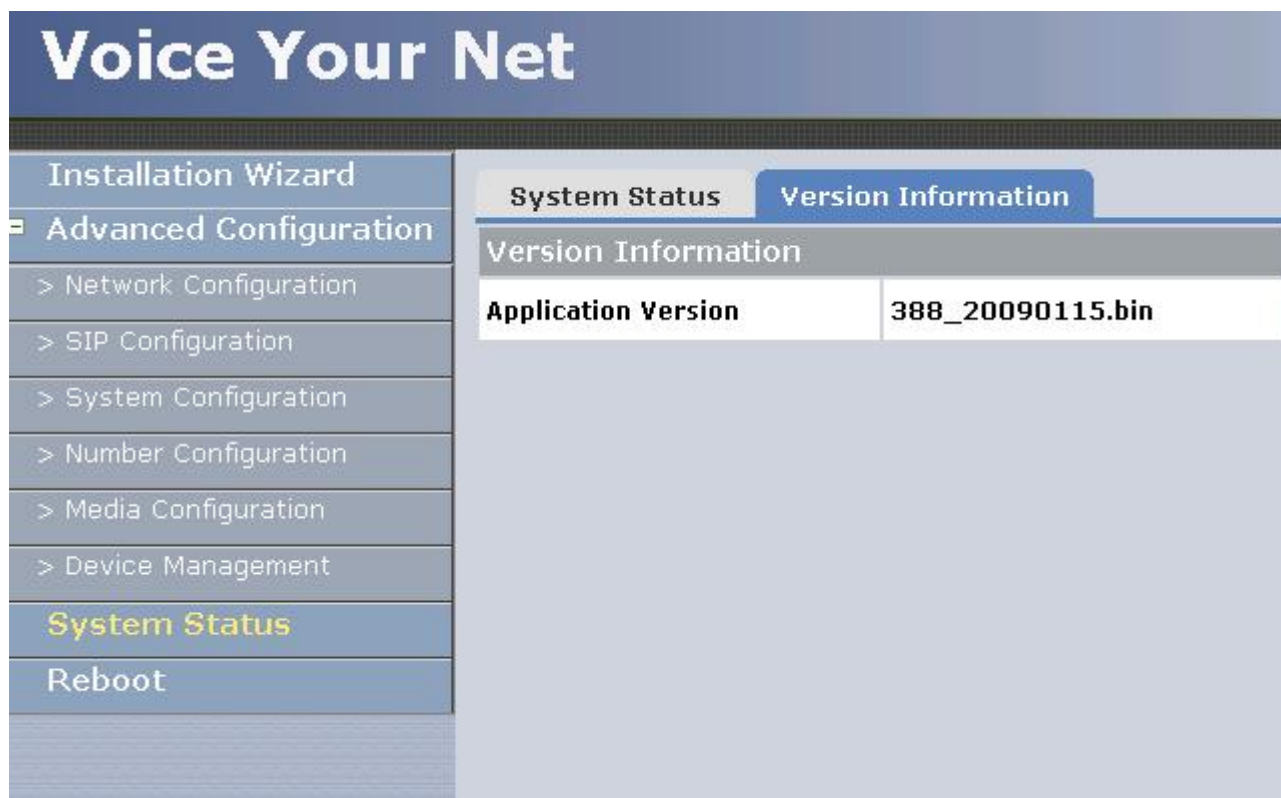 Voice Your Net
Installation Wizard
Advanced Configuration
> Network Configuration
> SIP Configuration
> System Configuration
> Number Configuration
> Media Configuration
> Device Management
System Status
Reboot
System Status Version Information
Version Information
Application Version 388_20090115.bin